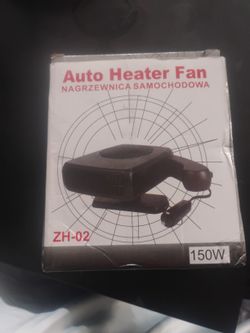 Auto Heater Fan
NAGRZEWNICA SAMOCHODOWA
ZH-02
150W